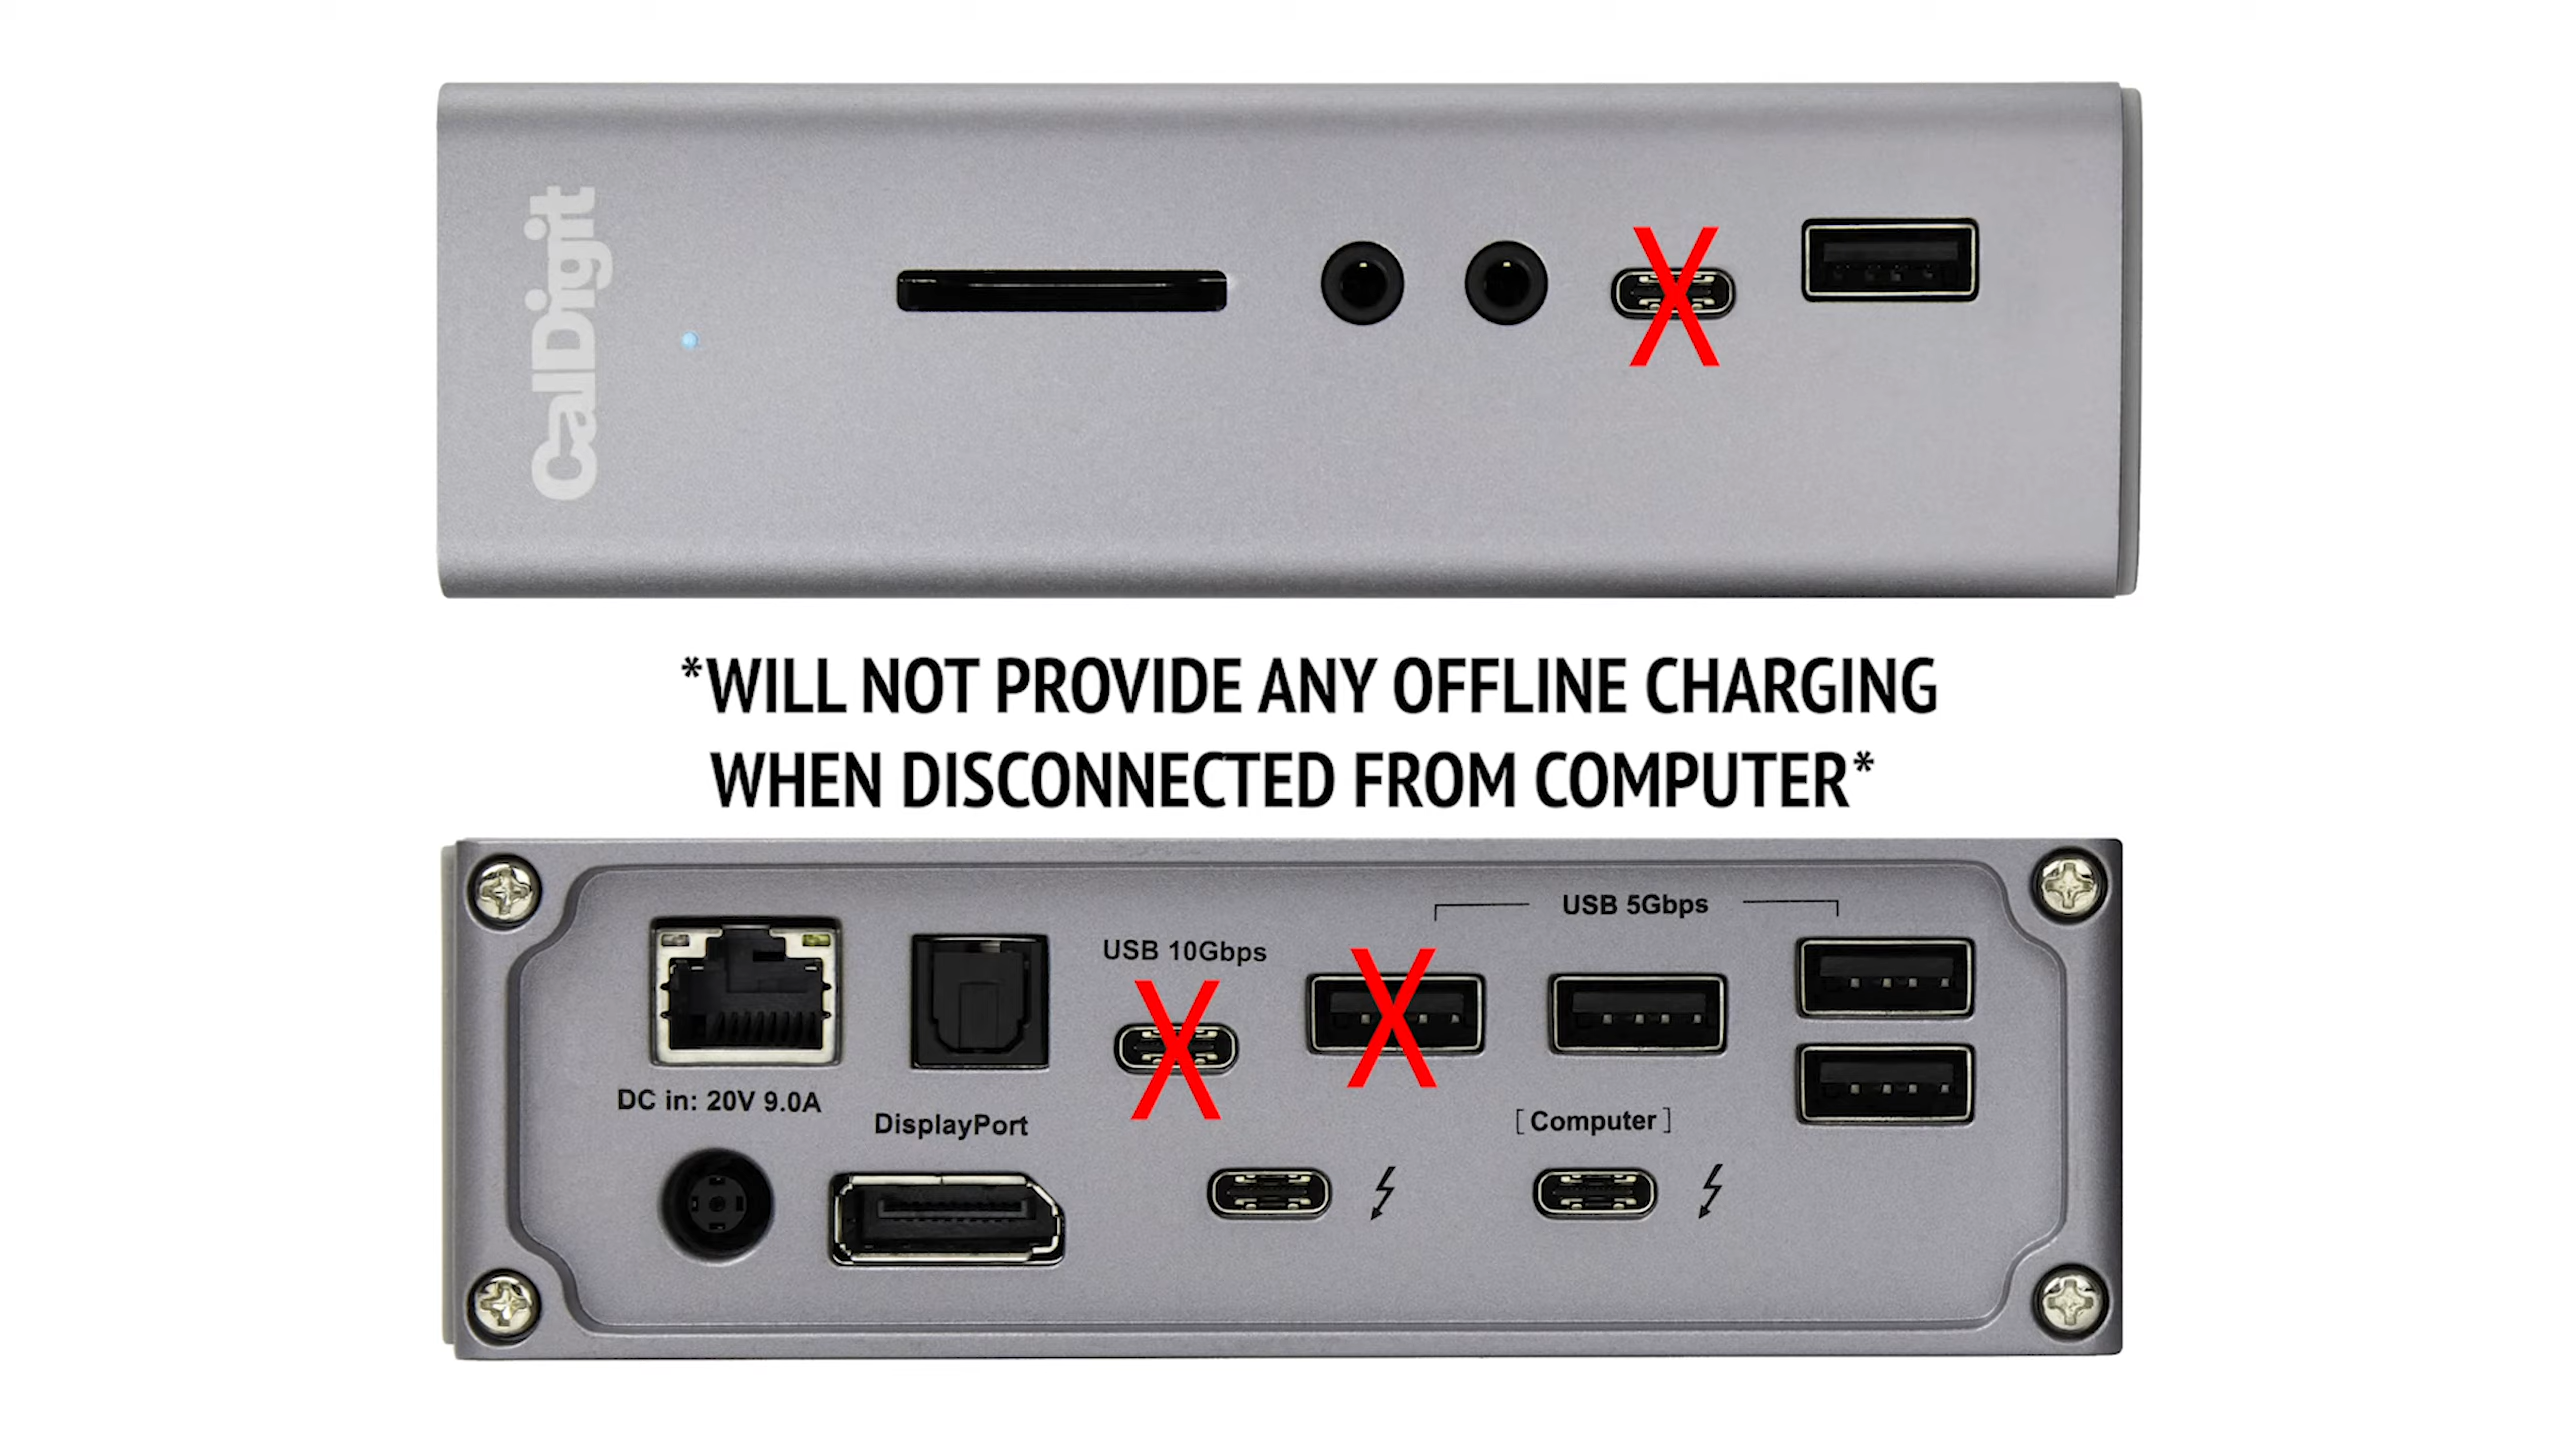 CalDigit
*WILL NOT PROVIDE ANY OFFLINE CHARGING
WHEN DISCONNECTED FROM COMPUTER*
USB 5Gbps
USB 10Gbps
DC in: 20V 9.0A
DisplayPort
[Computer]